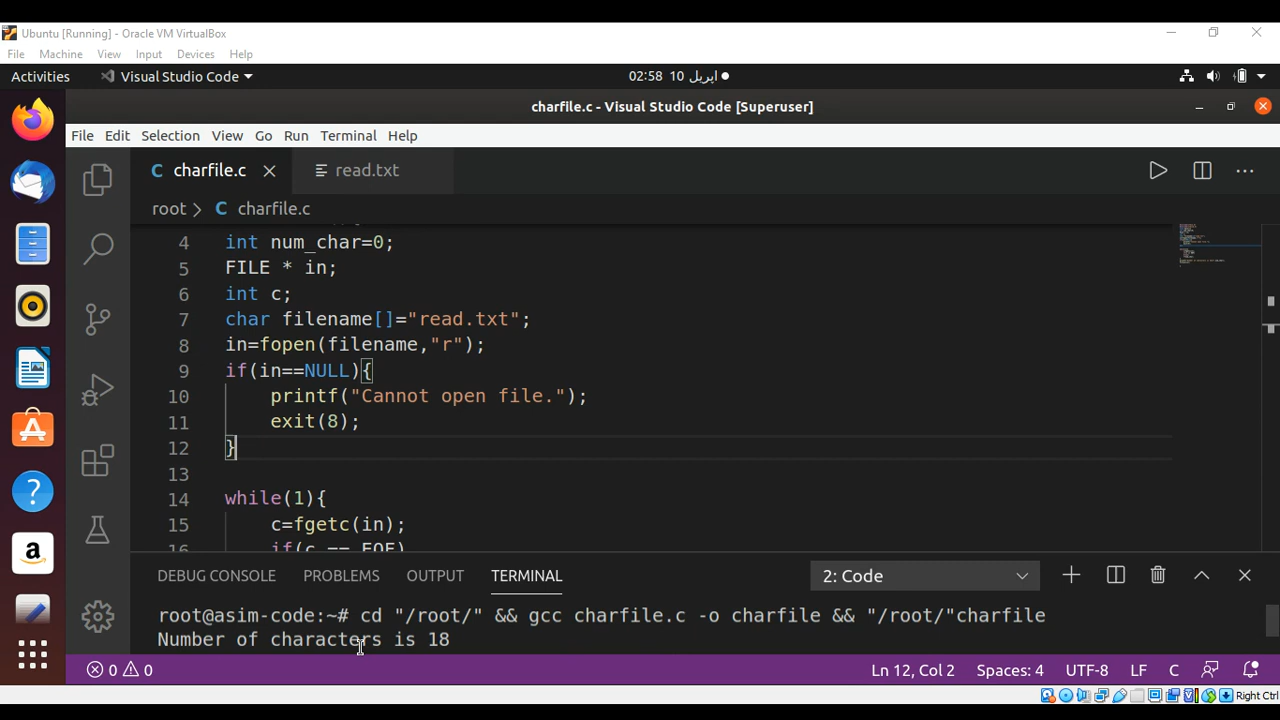 Ubuntu [Running] - Oracle VM VirtualBox
File Machine View Input Devices Help
Activities Visual Studio Code 02:58 10 اپریل
charfile.c - Visual Studio Code [Superuser]
File Edit Selection View Go Run Terminal Help
C charfile.c read.txt
root > C charfile.c
4 int num_char=0;
5 FILE * in;
6 int c;
7 char filename[]="read.txt";
8 in=fopen(filename,"r");
9 if(in==NULL){
10 printf("Cannot open file.");
11 exit(8);
12 }
13
14 while(1){
15 c=fgetc(in);
16 if(c == EOF)
DEBUG CONSOLE PROBLEMS OUTPUT TERMINAL 2: Code
root@asim-code:~# cd "/root/" && gcc charfile.c -o charfile && "/root/"charfile
Number of characters is 18
0 0 Ln 12, Col 2 Spaces: 4 UTF-8 LF C
Right Ctrl